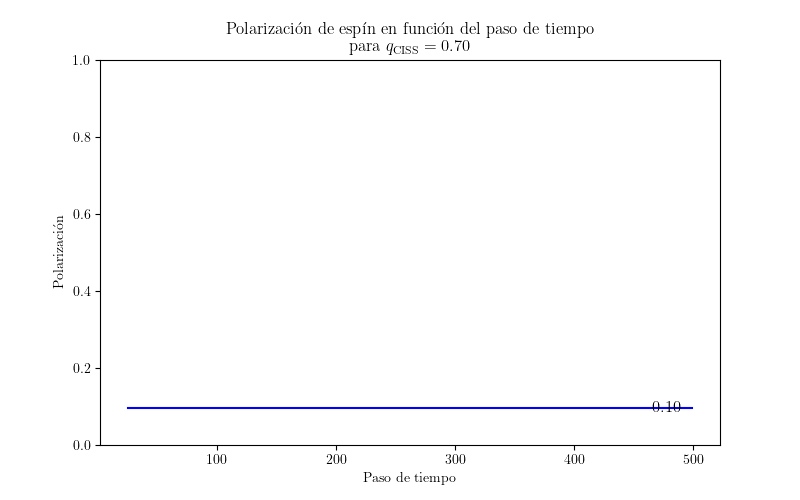 Polarización de espín en función del paso de tiempo
para q_CISS = 0.70
1.0
0.8
0.6
0.4
0.2
0.0
Polarización
0.10
100 200 300 400 500
Paso de tiempo